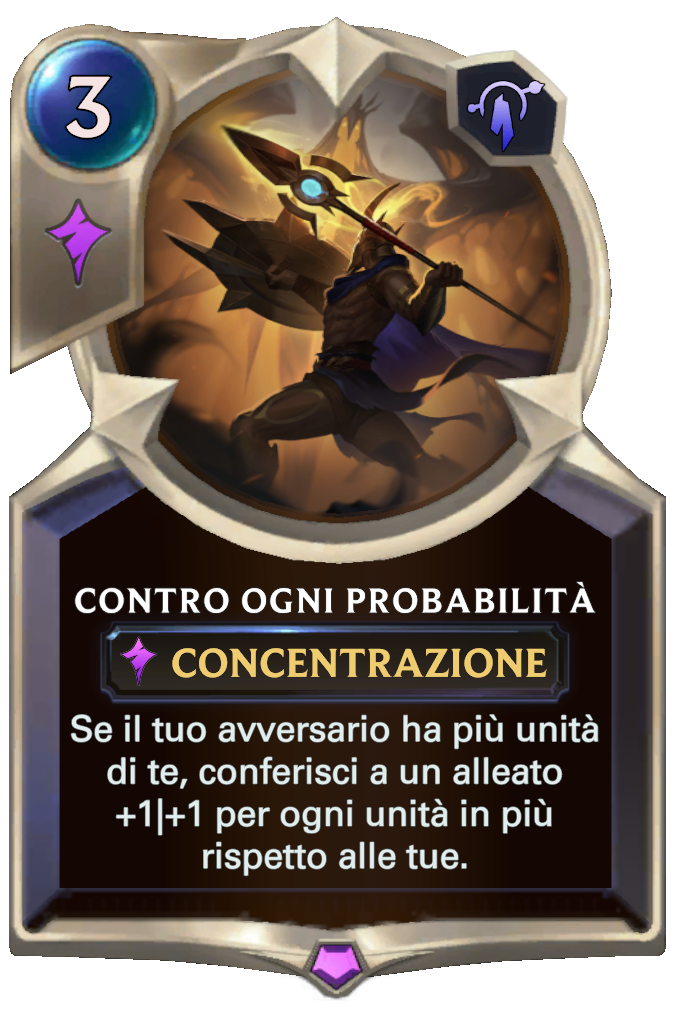 3
CONTRO OGNI PROBABILITÀ
CONCENTRAZIONE
Se il tuo avversario ha più unità
di te, conferisci a un alleato
+1|+1 per ogni unità in più
rispetto alle tue.